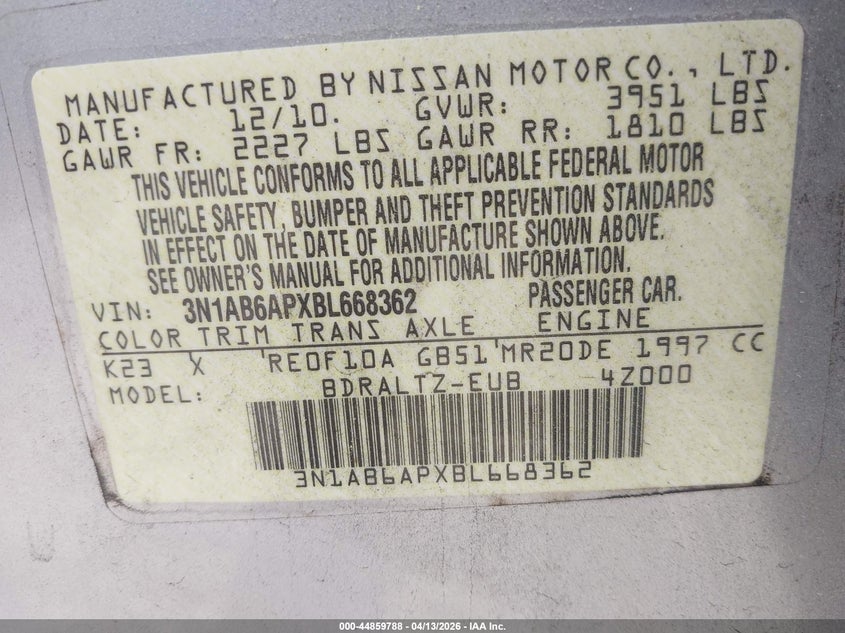 MANUFACTURED BY NISSAN MOTOR CO., LTD.
DATE: 12/10. GVWR: 3951 LBS
GAWR FR: 2227 LBS GAWR RR: 1810 LBS
THIS VEHICLE CONFORMS TO ALL APPLICABLE FEDERAL MOTOR
VEHICLE SAFETY, BUMPER AND THEFT PREVENTION STANDARDS
IN EFFECT ON THE DATE OF MANUFACTURE SHOWN ABOVE.
SEE OWNER'S MANUAL FOR ADDITIONAL INFORMATION.
VIN: 3N1AB6APXBL668362 PASSENGER CAR.
COLOR TRIM TRANS AXLE ENGINE
K23 X RE0F10A GB51 MR20DE 1997 CC
MODEL: BDRALTZ-EUB 4Z000
3N1AB6APXBL668362
000-44859788 - 04/13/2026 - IAA Inc.